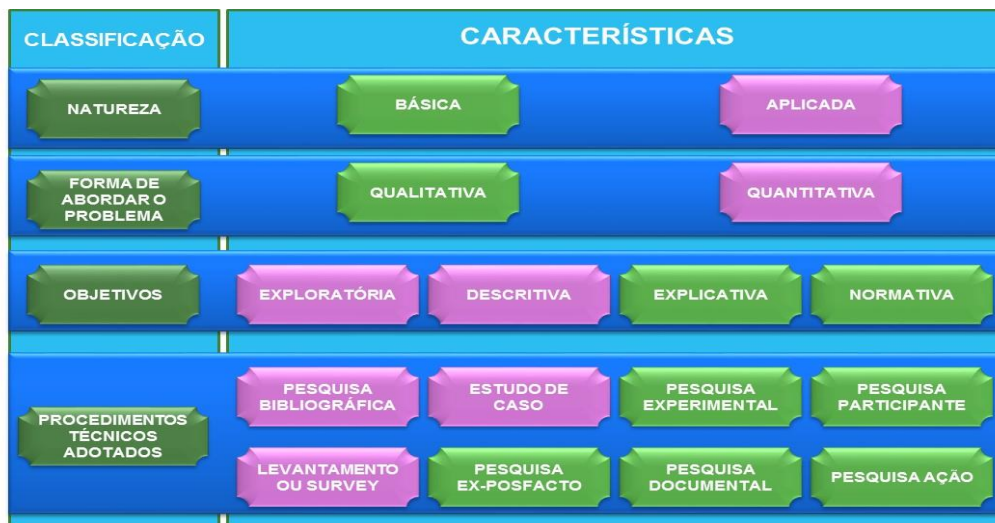 CLASSIFICAÇÃO
CARACTERÍSTICAS
NATUREZA
BÁSICA
APLICADA
FORMA DE
ABORDAR O
PROBLEMA
QUALITATIVA
QUANTITATIVA
OBJETIVOS
EXPLORATÓRIA
DESCRITIVA
EXPLICATIVA
NORMATIVA
PROCEDIMENTOS
TÉCNICOS
ADOTADOS
PESQUISA
BIBLIOGRÁFICA
ESTUDO DE
CASO
PESQUISA
EXPERIMENTAL
PESQUISA
PARTICIPANTE
LEVANTAMENTO
OU SURVEY
PESQUISA
EX-POSFACTO
PESQUISA
DOCUMENTAL
PESQUISA AÇÃO